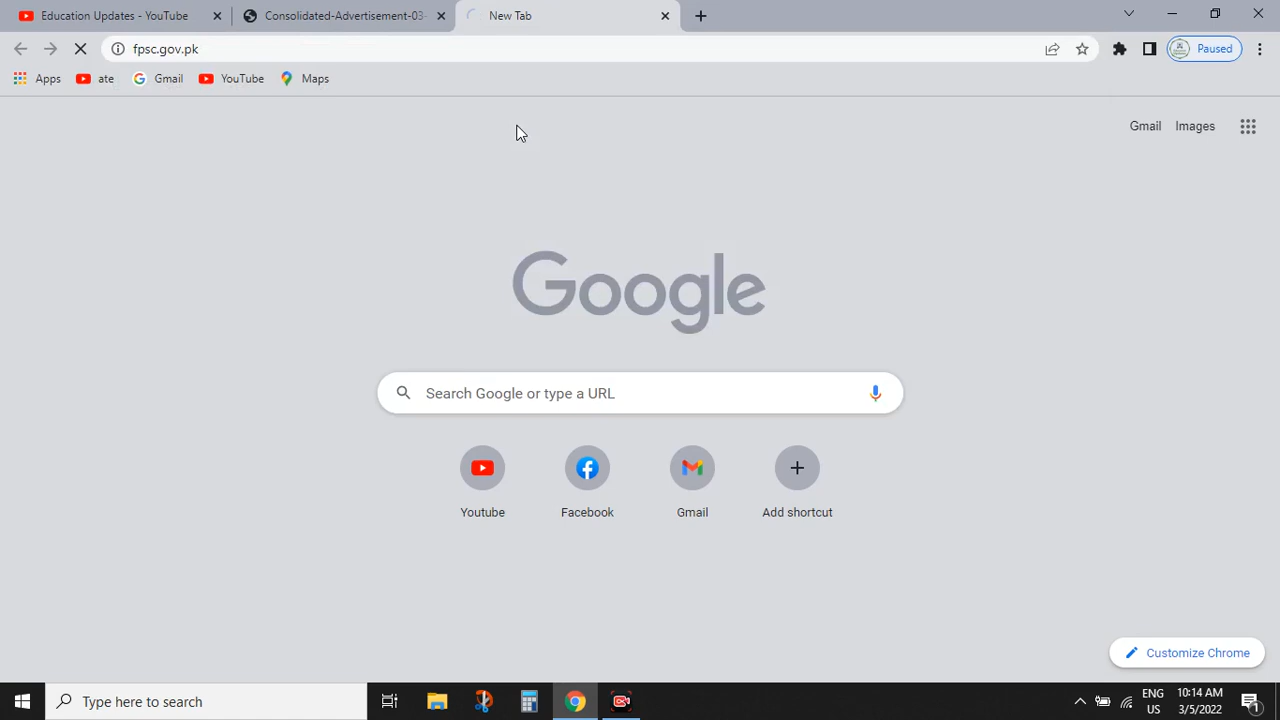 Education Updates - YouTube
Consolidated-Advertisement-03-
New Tab
fpsc.gov.pk
Paused
Apps
ate
Gmail
YouTube
Maps
Gmail
Images
Google
Search Google or type a URL
Youtube
Facebook
Gmail
Add shortcut
Customize Chrome
Type here to search
ENG
US
10:14 AM
3/5/2022
1